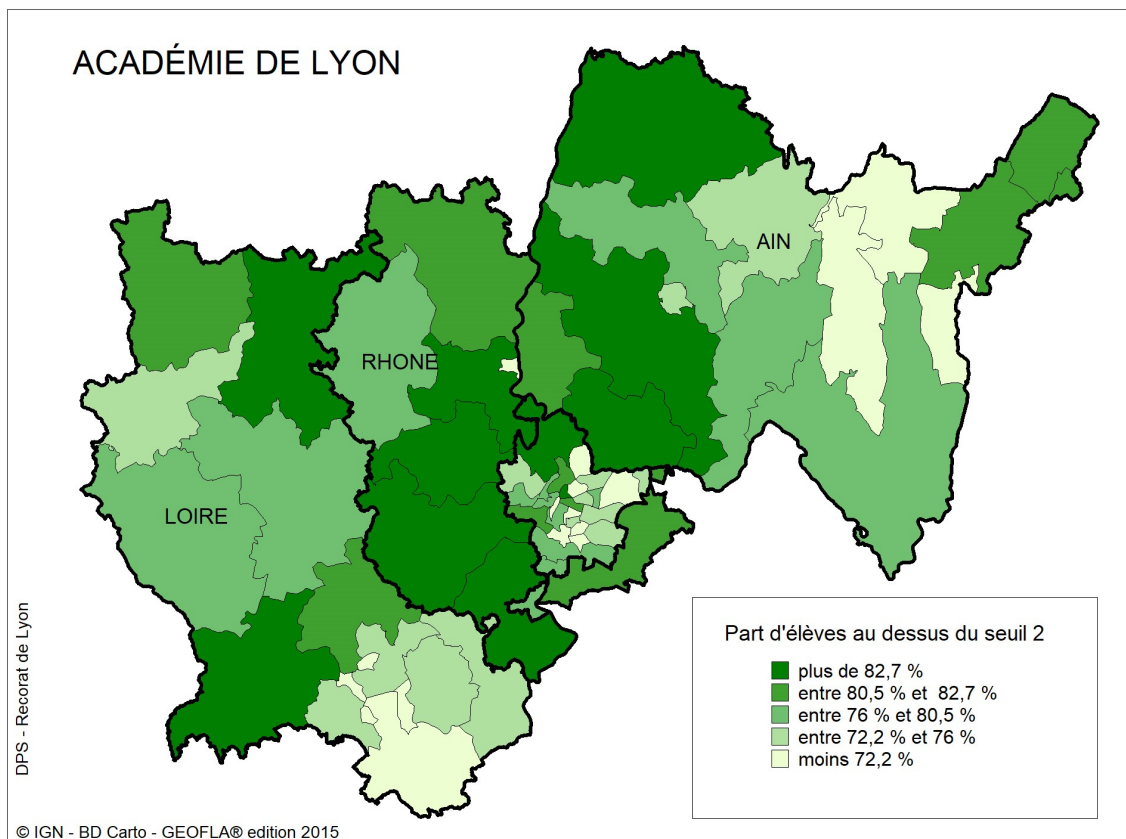 ACADÉMIE DE LYON
AIN
RHONE
LOIRE
Part d'élèves au dessus du seuil 2
plus de 82,7 %
entre 80,5 % et 82,7 %
entre 76 % et 80,5 %
entre 72,2 % et 76 %
moins 72,2 %
DPS - Recorat de Lyon
© IGN - BD Carto - GEOFLA® edition 2015